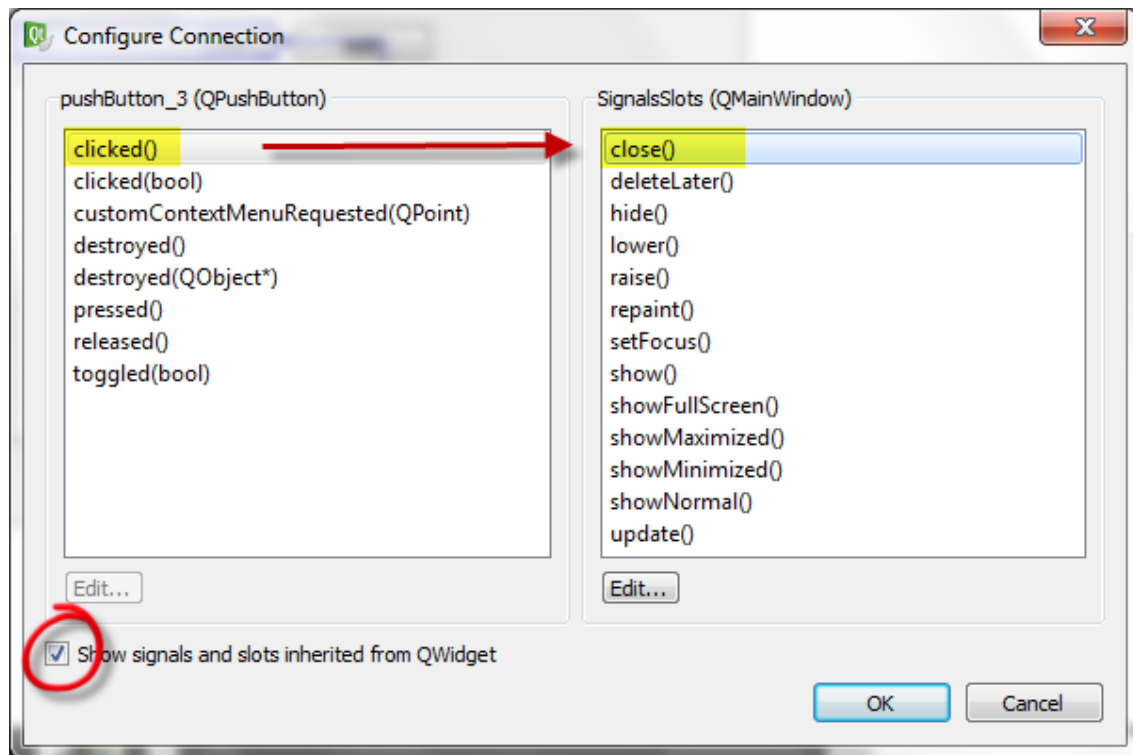 Configure Connection
pushButton_3 (QPushButton)
clicked()
clicked(bool)
customContextMenuRequested(QPoint)
destroyed()
destroyed(QObject*)
pressed()
released()
toggled(bool)
Edit...
SignalsSlots (QMainWindow)
close()
deleteLater()
hide()
lower()
raise()
repaint()
setFocus()
show()
showFullScreen()
showMaximized()
showMinimized()
showNormal()
update()
Edit...
Show signals and slots inherited from QWidget
OK
Cancel